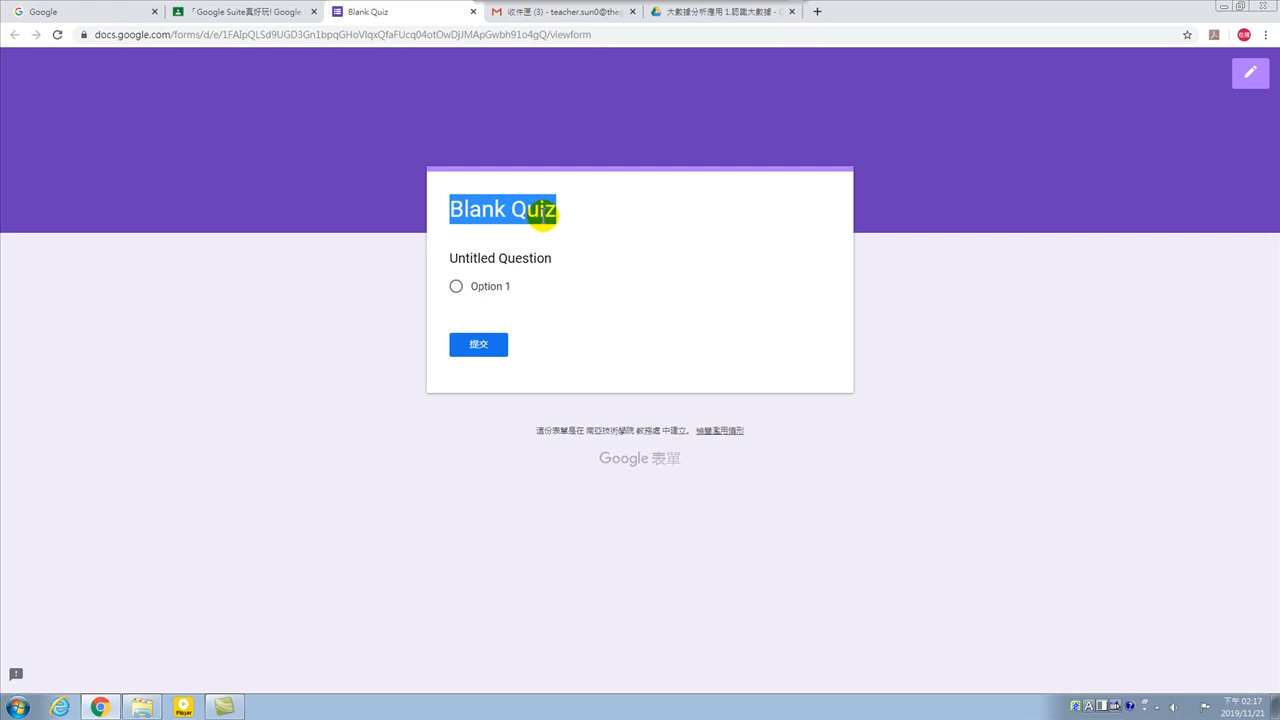 Google
「Google Suite真好玩! Google
Blank Quiz
收件匣 (3) - teacher.sun0@theg
大數據分析應用 1.認識大數據 - G
docs.google.com/forms/d/e/1FAIpQLSd9UGD3Gn1bpqGHoVlqxQfaFUcq04otOwDjJMApGwbh91o4gQ/viewform
Blank Quiz
Untitled Question
Option 1
提交
這份表單是在 南亞技術學院 教務處 中建立。 檢舉濫用情形
Google 表單
Player
下午 02:17
2019/11/21